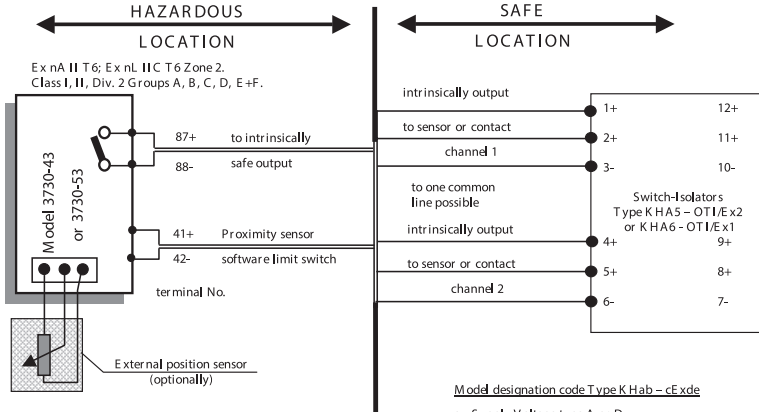 HAZARDOUS
LOCATION
SAFE
LOCATION
Ex nA II T6; Ex nL IIC T6 Zone 2.
Class I, II, Div. 2 Groups A, B, C, D, E+F.
Model 3730-43
or 3730-53
87+
to intrinsically
88-
safe output
41+
Proximity sensor
42-
software limit switch
terminal No.
External position sensor
(optionally)
intrinsically output
to sensor or contact
channel 1
to one common
line possible
intrinsically output
to sensor or contact
channel 2
1+
12+
2+
11+
3-
10-
Switch-Isolators
Type KHA5 – OTI/Ex2
or KHA6 - OTI/Ex1
4+
9+
5+
8+
6-
7-
Model designation code Type KHab – cExde